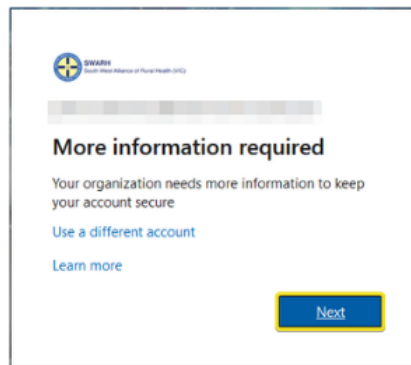 SWARH
South West Alliance of Rural Health (VIC)
More information required
Your organization needs more information to keep
your account secure
Use a different account
Learn more
Next